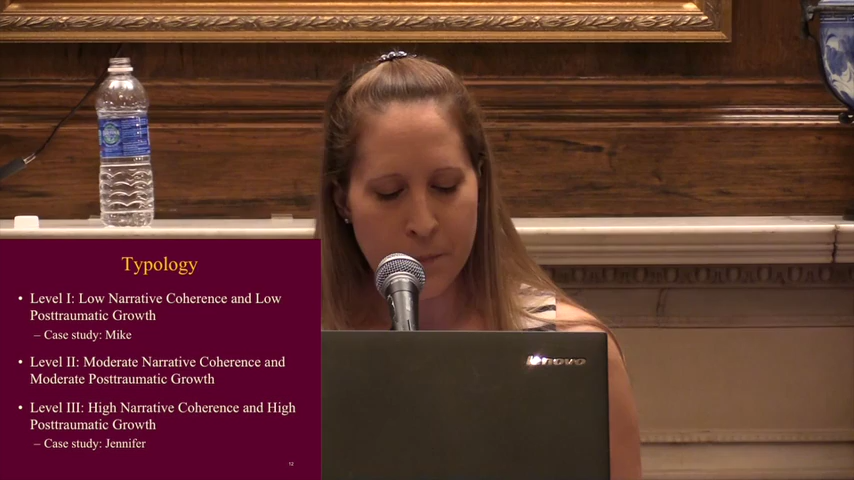 Typology
• Level I: Low Narrative Coherence and Low
Posttraumatic Growth
– Case study: Mike
• Level II: Moderate Narrative Coherence and
Moderate Posttraumatic Growth
• Level III: High Narrative Coherence and High
Posttraumatic Growth
– Case study: Jennifer
12
lenovo